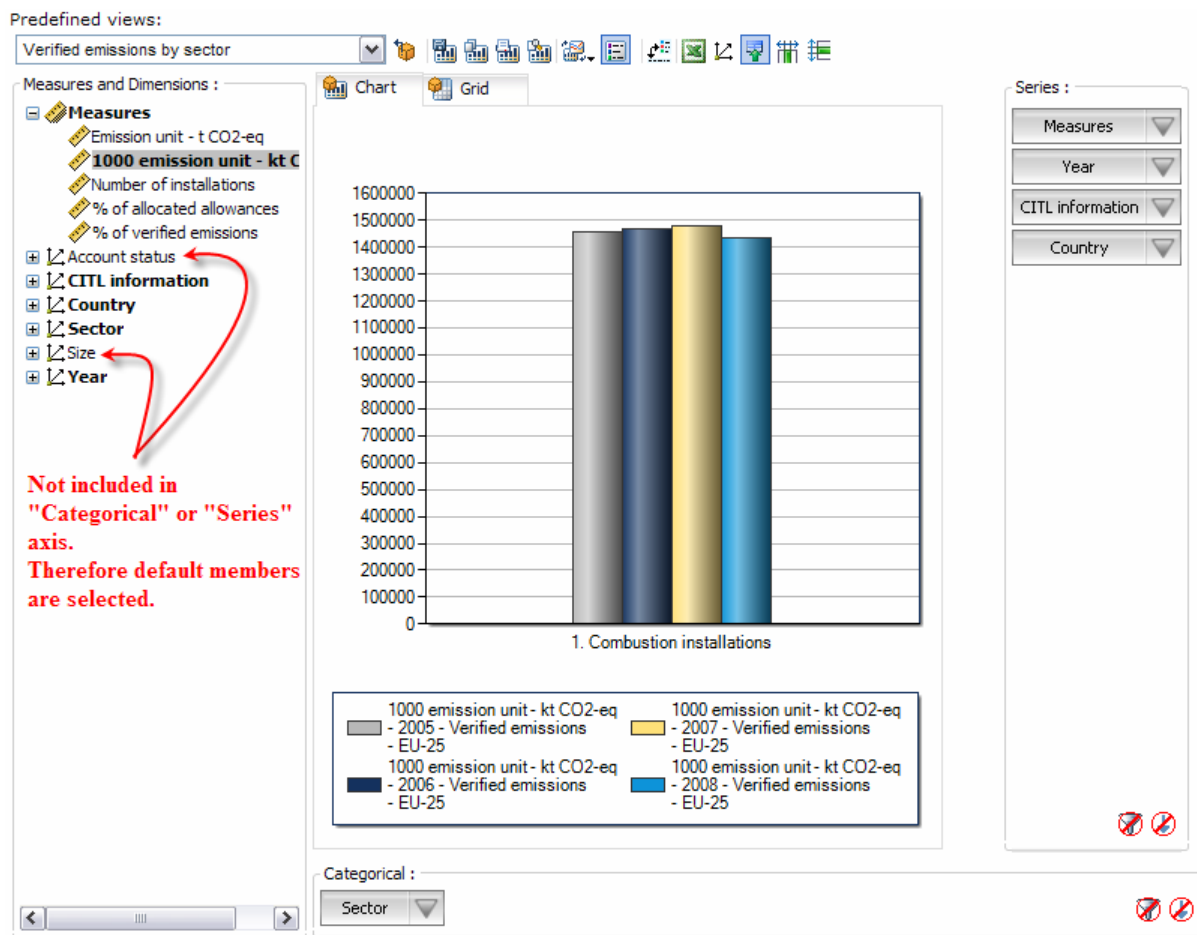 Predefined views:
Verified emissions by sector
Measures and Dimensions :
Measures
Emission unit - t CO2-eq
1000 emission unit - kt C
Number of installations
% of allocated allowances
% of verified emissions
Account status
CITL information
Country
Sector
Size
Year
Not included in
"Categorical" or "Series"
axis.
Therefore default members
are selected.
Chart
Grid
1600000
1500000
1400000
1300000
1200000
1100000
1000000
900000
800000
700000
600000
500000
400000
300000
200000
100000
0
1. Combustion installations
1000 emission unit - kt CO2-eq
- 2005 - Verified emissions
- EU-25
1000 emission unit - kt CO2-eq
- 2006 - Verified emissions
- EU-25
1000 emission unit - kt CO2-eq
- 2007 - Verified emissions
- EU-25
1000 emission unit - kt CO2-eq
- 2008 - Verified emissions
- EU-25
Series :
Measures
Year
CITL information
Country
Categorical :
Sector